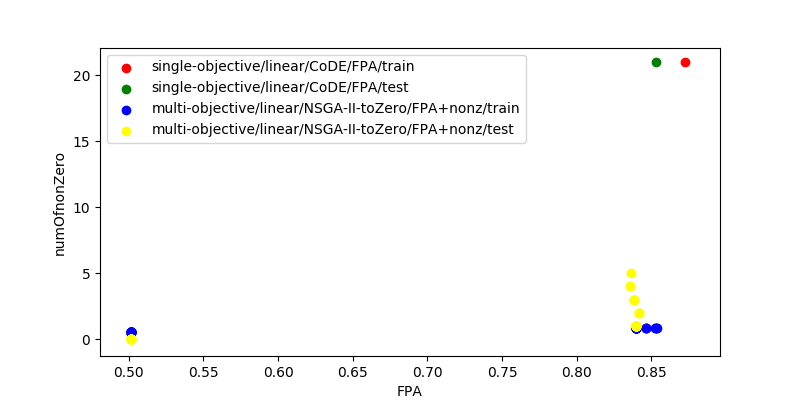 single-objective/linear/CoDE/FPA/train
single-objective/linear/CoDE/FPA/test
multi-objective/linear/NSGA-II-toZero/FPA+nonz/train
multi-objective/linear/NSGA-II-toZero/FPA+nonz/test
numOfnonZero
20
15
10
5
0
0.50 0.55 0.60 0.65 0.70 0.75 0.80 0.85
FPA